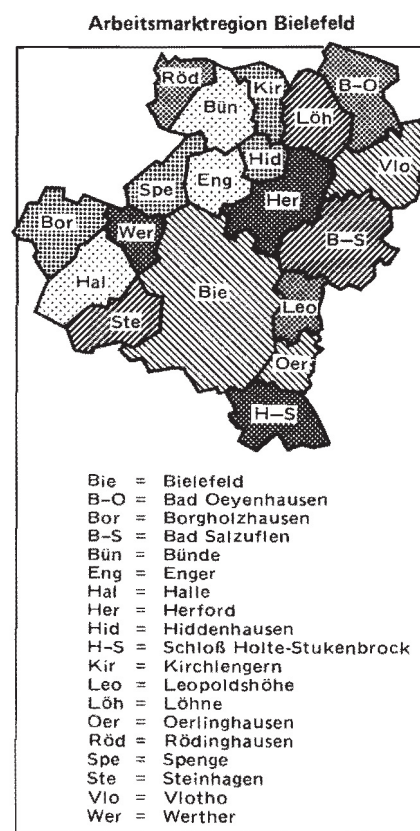 Arbeitsmarktregion Bielefeld
Röd
Kir
B-O
Bün
Löh
Hid
Vlo
Eng
Spe
Her
Bor
Wer
B-S
Hal
Bie
Leo
Ste
Oer
H-S
Bie = Bielefeld
B-O = Bad Oeyenhausen
Bor = Borgholzhausen
B-S = Bad Salzuflen
Bün = Bünde
Eng = Enger
Hal = Halle
Her = Herford
Hid = Hiddenhausen
H-S = Schloß Holte-Stukenbrock
Kir = Kirchlengern
Leo = Leopoldshöhe
Löh = Löhne
Oer = Oerlinghausen
Röd = Rödinghausen
Spe = Spenge
Ste = Steinhagen
Vlo = Vlotho
Wer = Werther